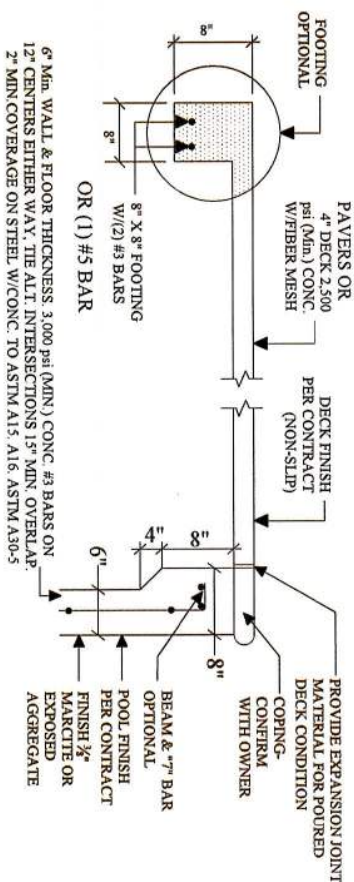 FOOTING
OPTIONAL
8"
8"
8" X 8" FOOTING
W/(2) #3 BARS
OR (1) #5 BAR
PAVERS OR
4" DECK 2,500
psi (Min.) CONC.
W/FIBER MESH
DECK FINISH
PER CONTRACT
(NON-SLIP)
PROVIDE EXPANSION JOINT
MATERIAL FOR POURED
DECK CONDITION
COPING-
CONFIRM
WITH OWNER
8"
4"
6"
8"
BEAM & "7" BAR
OPTIONAL
POOL FINISH
PER CONTRACT
FINISH ⅜"
MARCITE OR
EXPOSED
AGGREGATE
6" Min. WALL & FLOOR THICKNESS. 3,000 psi (MIN.) CONC. #3 BARS ON
12" CENTERS EITHER WAY, TIE ALT. INTERSECTIONS 15" MIN. OVERLAP.
2" MIN.COVERAGE ON STEEL W/CONC. TO ASTM A15, A16, ASTM A30-5